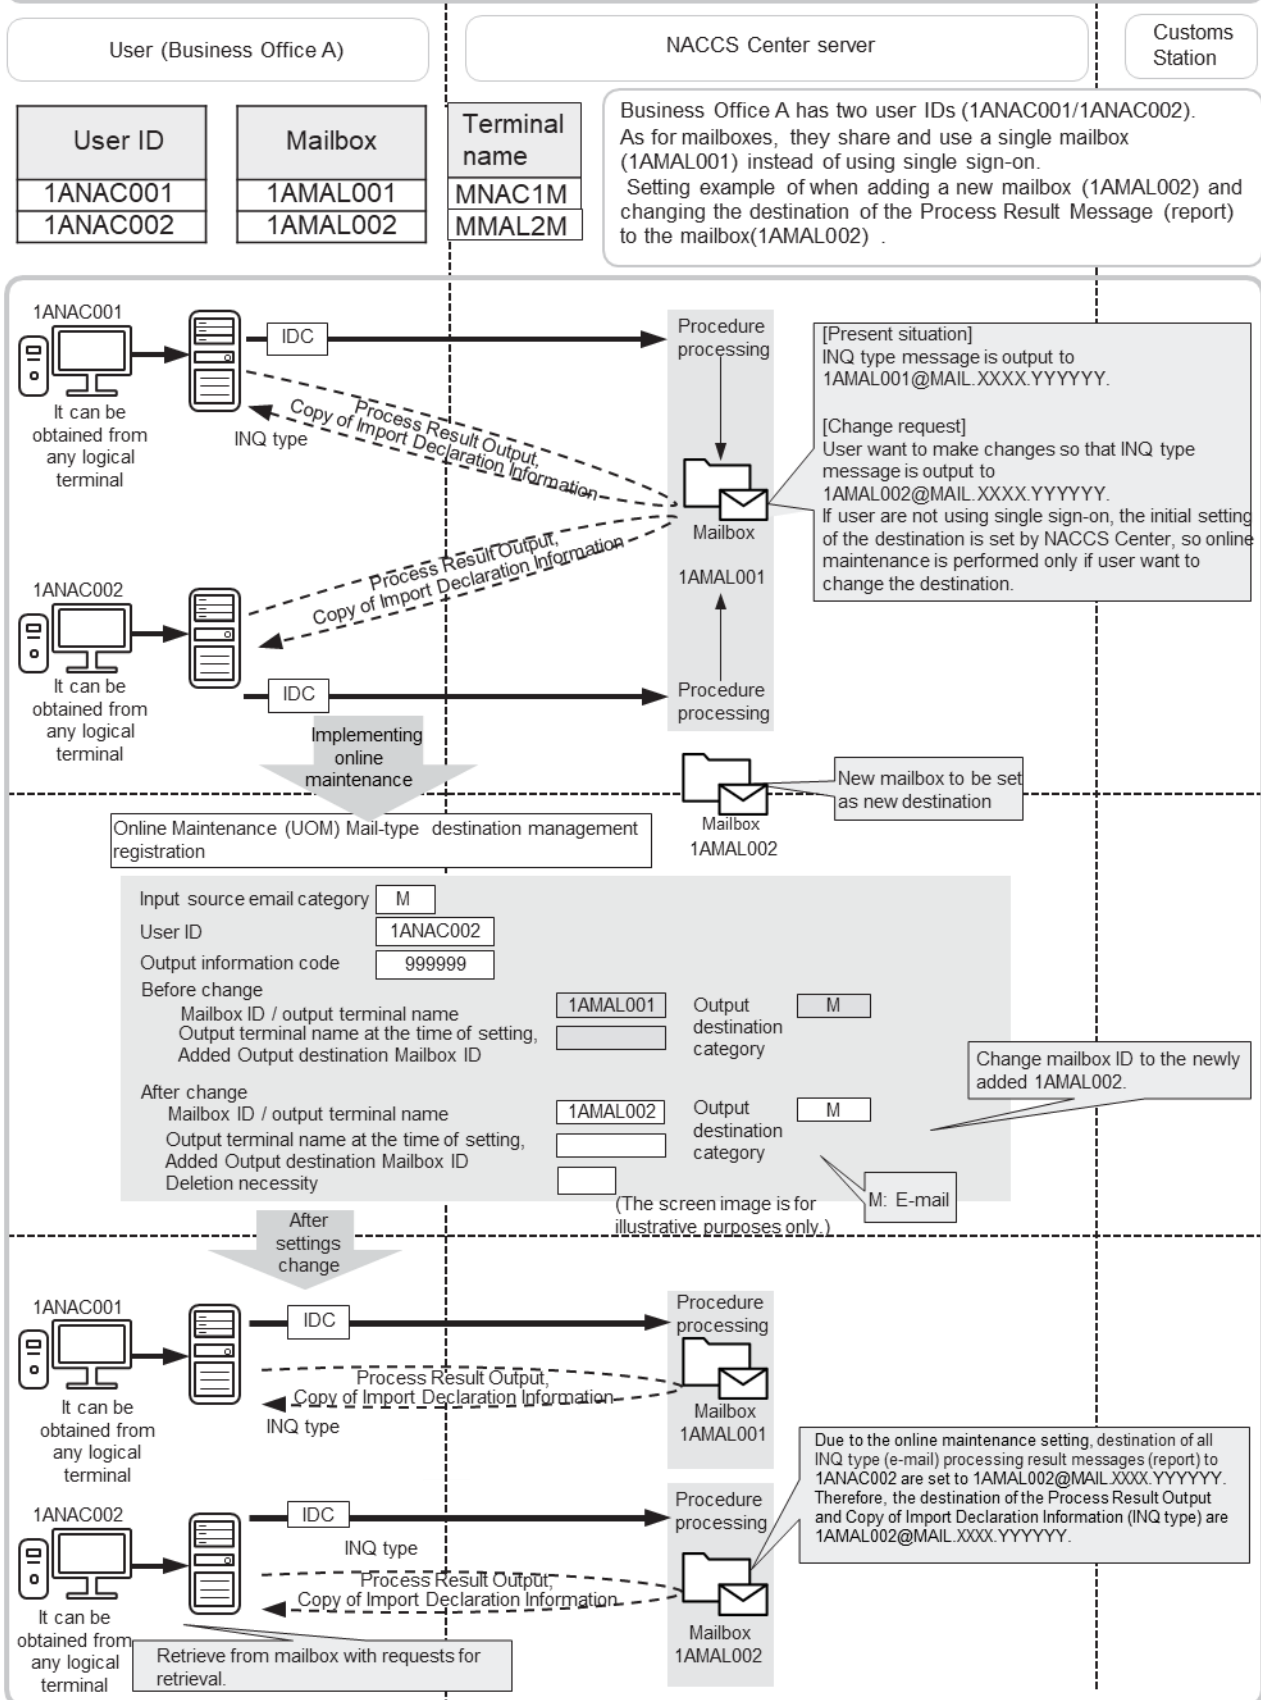 User (Business Office A)
NACCS Center server
Customs
Station
User ID
1ANAC001
1ANAC002
Mailbox
1AMAL001
1AMAL002
Terminal
name
MNAC1M
MMAL2M
Business Office A has two user IDs (1ANAC001/1ANAC002).
As for mailboxes, they share and use a single mailbox
(1AMAL001) instead of using single sign-on.
Setting example of when adding a new mailbox (1AMAL002) and
changing the destination of the Process Result Message (report)
to the mailbox(1AMAL002) .
1ANAC001
It can be
obtained from
any logical
terminal
IDC
Process Result Output,
Copy of Import Declaration Information
INQ type
Procedure
processing
Mailbox
1AMAL001
[Present situation]
INQ type message is output to
1AMAL001@MAIL.XXXX.YYYYYY.
[Change request]
User want to make changes so that INQ type
message is output to
1AMAL002@MAIL.XXXX.YYYYYY.
If user are not using single sign-on, the initial setting
of the destination is set by NACCS Center, so online
maintenance is performed only if user want to
change the destination.
1ANAC002
It can be
obtained from
any logical
terminal
Process Result Output,
Copy of Import Declaration Information
IDC
Procedure
processing
Implementing
online
maintenance
Mailbox
1AMAL002
New mailbox to be set
as new destination
Online Maintenance (UOM) Mail-type destination management
registration
Input source email category M
User ID 1ANAC002
Output information code 999999
Before change
Mailbox ID / output terminal name 1AMAL001
Output terminal name at the time of setting,
Added Output destination Mailbox ID
Output
destination
category
M
After change
Mailbox ID / output terminal name 1AMAL002
Output terminal name at the time of setting,
Added Output destination Mailbox ID
Deletion necessity
Output
destination
category
M
Change mailbox ID to the newly
added 1AMAL002.
M: E-mail
(The screen image is for
illustrative purposes only.)
After
settings
change
1ANAC001
It can be
obtained from
any logical
terminal
IDC
Process Result Output,
Copy of Import Declaration Information
INQ type
Procedure
processing
Mailbox
1AMAL001
1ANAC002
It can be
obtained from
any logical
terminal
IDC
INQ type
Process Result Output,
Copy of Import Declaration Information
Procedure
processing
Mailbox
1AMAL002
Due to the online maintenance setting, destination of all
INQ type (e-mail) processing result messages (report) to
1ANAC002 are set to 1AMAL002@MAIL.XXXX.YYYYYY.
Therefore, the destination of the Process Result Output
and Copy of Import Declaration Information (INQ type) are
1AMAL002@MAIL.XXXX.YYYYYY.
Retrieve from mailbox with requests for
retrieval.